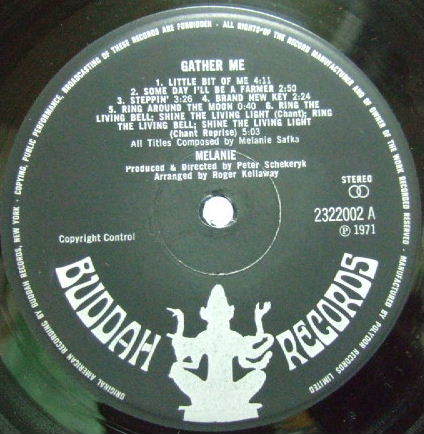 GATHER ME
1. LITTLE BIT OF ME 4:11
2. SOME DAY I'LL BE A FARMER 2:50
3. STEPPIN' 3:26 4. BRAND NEW KEY 2:24
5. RING AROUND THE MOON 0:40 6. RING THE
LIVING BELL; SHINE THE LIVING LIGHT (Chant); RING
THE LIVING BELL; SHINE THE LIVING LIGHT
(Chant Reprise) 5:03
All Titles Composed by Melanie Safka
MELANIE
Produced & Directed by Peter Schekeryk
Arranged by Roger Kellaway
STEREO
2322002 A
Ⓟ 1971
Copyright Control
BUDDAH RECORDS
ORIGINAL AMERICAN RECORDING BY BUDDAH RECORDS, NEW YORK · COPYING, PUBLIC PERFORMANCE, BROADCASTING OF THESE RECORDS ARE FORBIDDEN · ALL RIGHTS OF THE RECORD MANUFACTURER AND OF OWNER OF THE WORK RECORDED RESERVED · MANUFACTURED BY POLYDOR RECORDS LIMITED